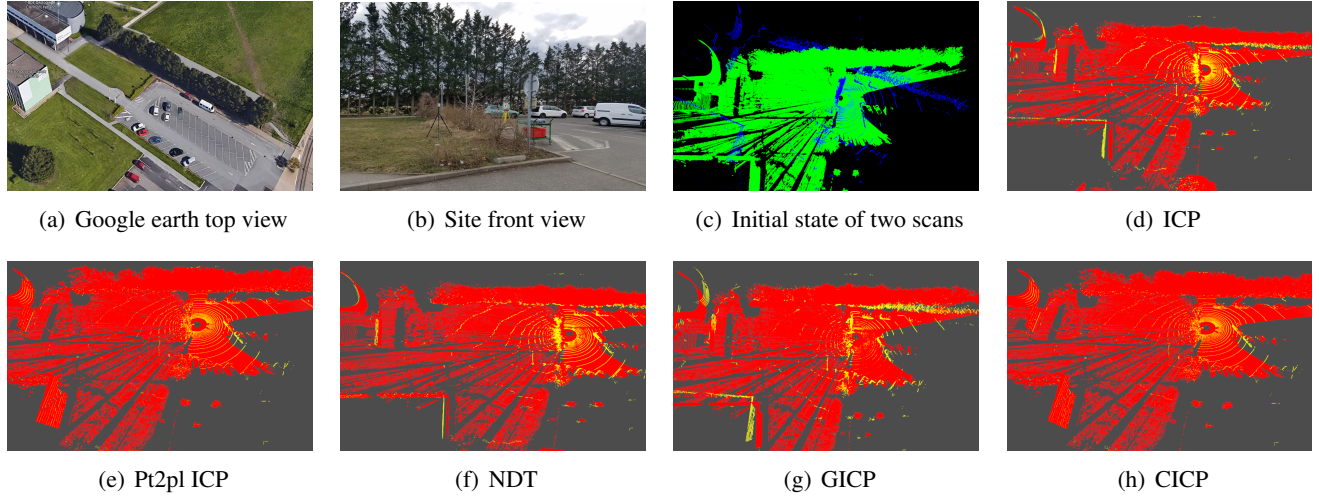 (a) Google earth top view
(b) Site front view
(c) Initial state of two scans
(d) ICP
(e) Pt2pl ICP
(f) NDT
(g) GICP
(h) CICP